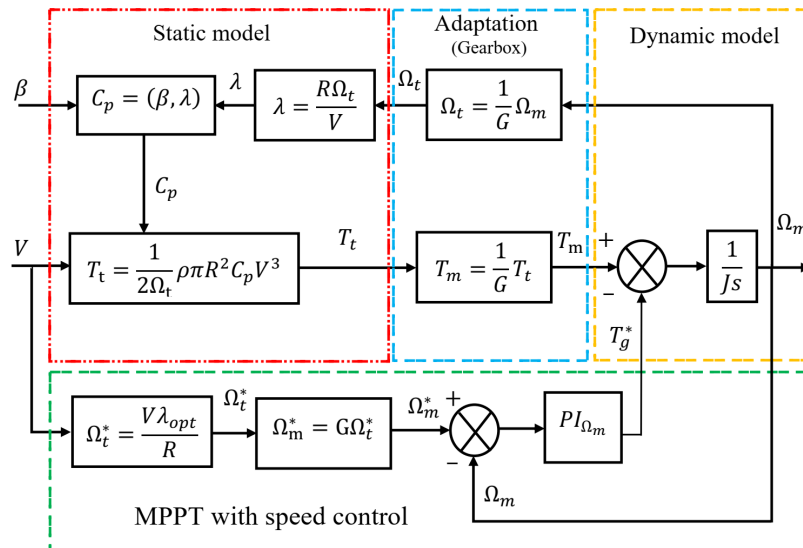 Static model
Adaptation
(Gearbox)
Dynamic model
β
C_p = (β, λ)
λ
λ = RΩ_t / V
Ω_t
Ω_t = 1/G Ω_m
C_p
V
T_t = 1/(2Ω_t) ρπR²C_pV³
T_t
T_m = 1/G T_t
T_m
+
−
1/Js
Ω_m
T_g^*
Ω_t^* = Vλ_opt / R
Ω_t^*
Ω_m^* = GΩ_t^*
Ω_m^*
+
−
PI_Ω_m
Ω_m
MPPT with speed control